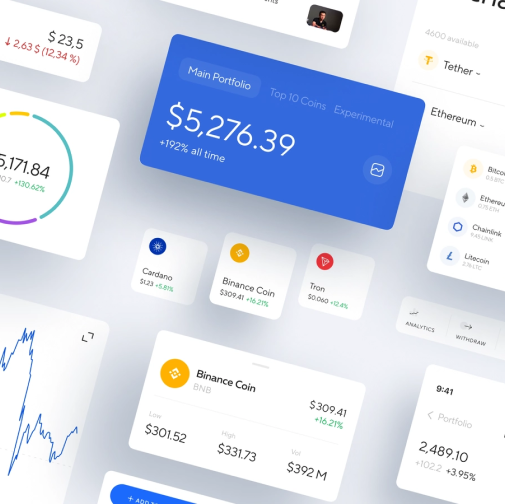 $ 23,5
↓ 2,63 $ (12,34 %)
4600 available
Tether -
Ethereum -
Main Portfolio
Top 10 Coins
Experimental
$5,276.39
+192% all time
5,171.84
+130.62%
Chainlink
Litecoin
Cardano
$1.23 +5.81%
Binance Coin
$309.41 +16.21%
Tron
$0.060 +12.4%
ANALYTICS
WITHDRAW
Binance Coin
BNB
$309.41
+16.21%
Low
$301.52
High
$331.73
Vol
$392 M
9:41
< Portfolio
2,489.10
+102.2 +3.95%